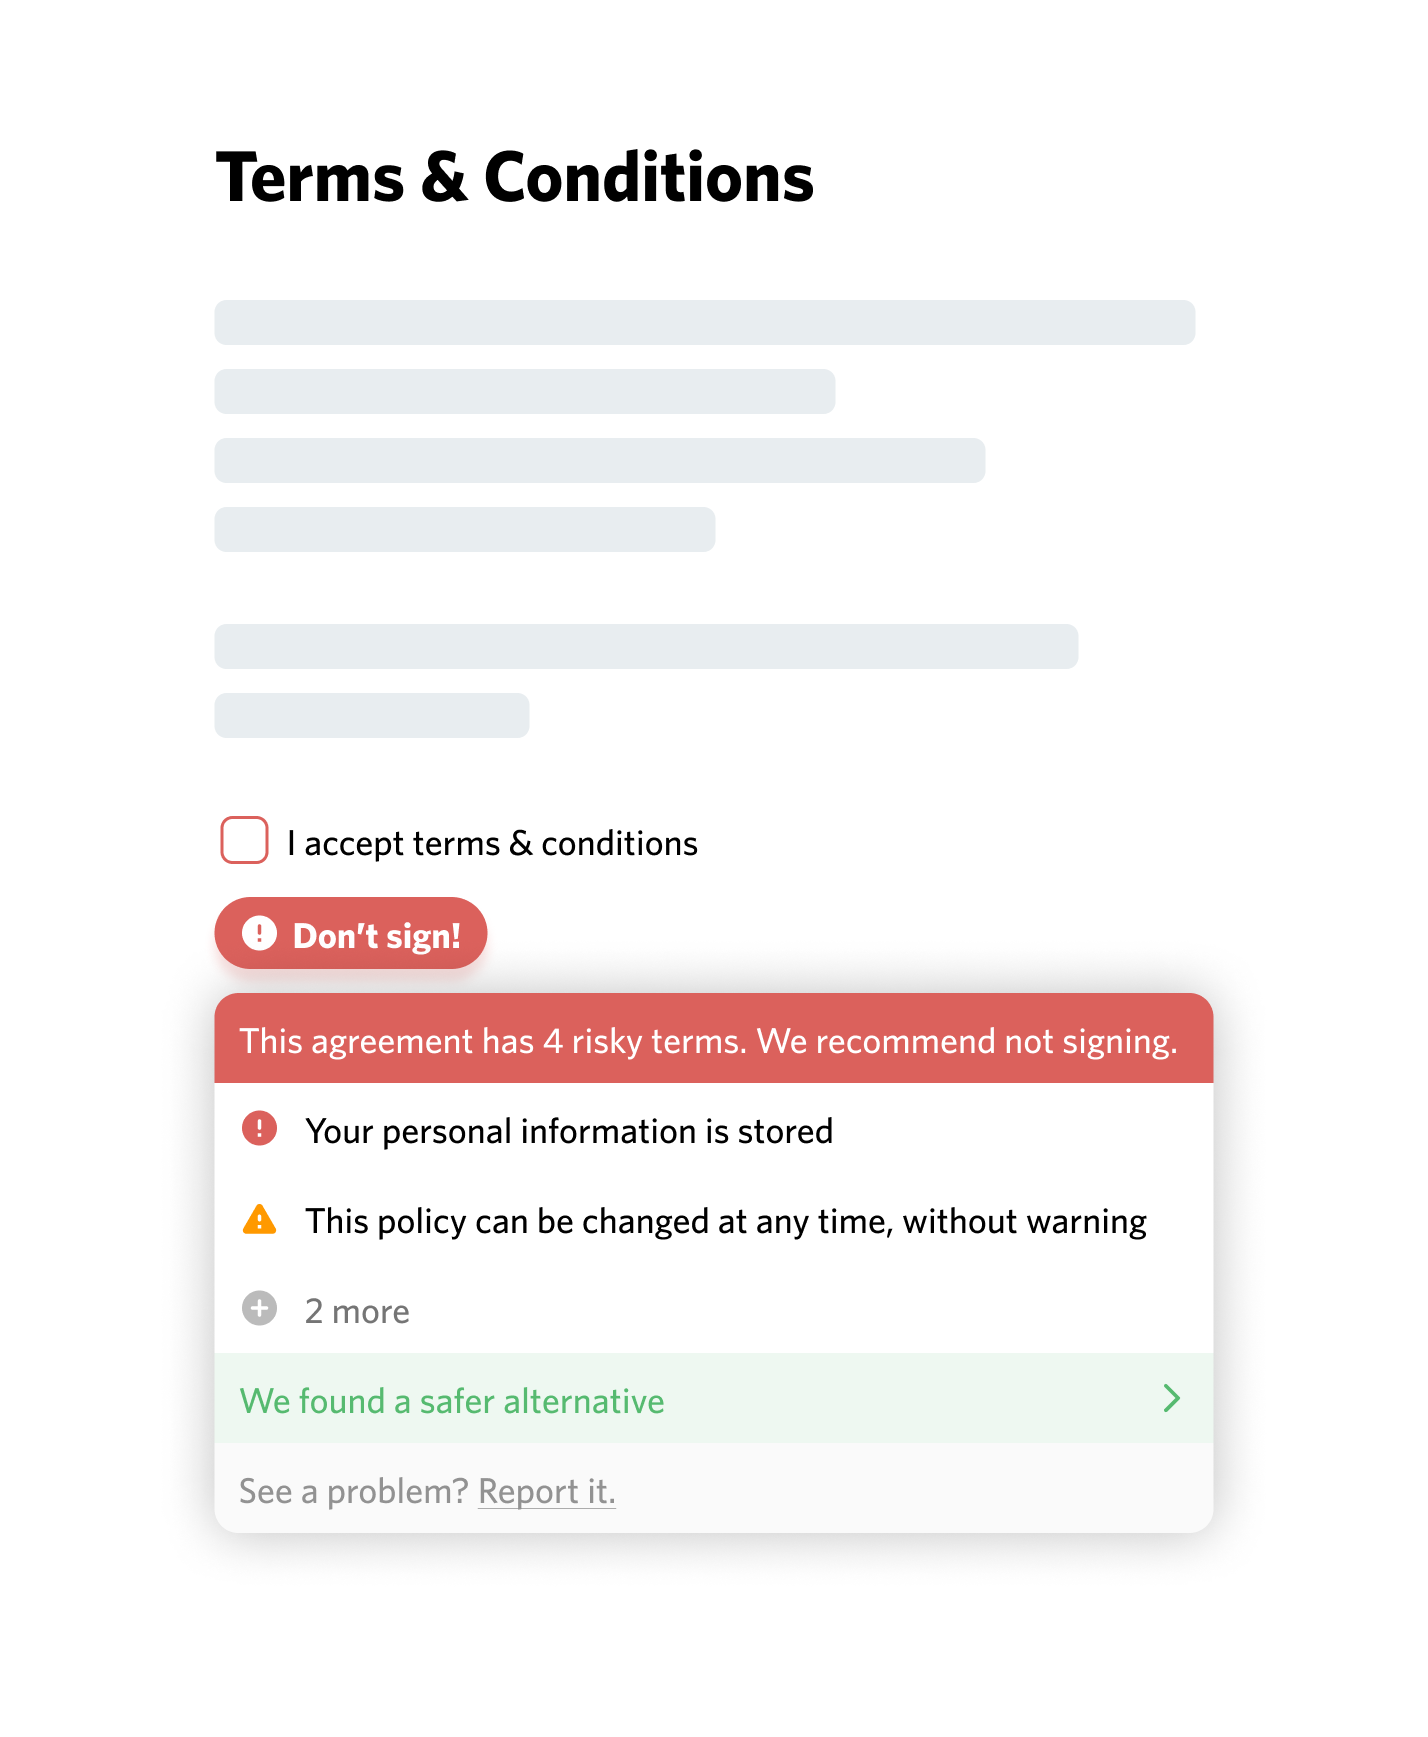 Terms & Conditions
I accept terms & conditions
Don’t sign!
This agreement has 4 risky terms. We recommend not signing.
Your personal information is stored
This policy can be changed at any time, without warning
2 more
We found a safer alternative
See a problem? Report it.